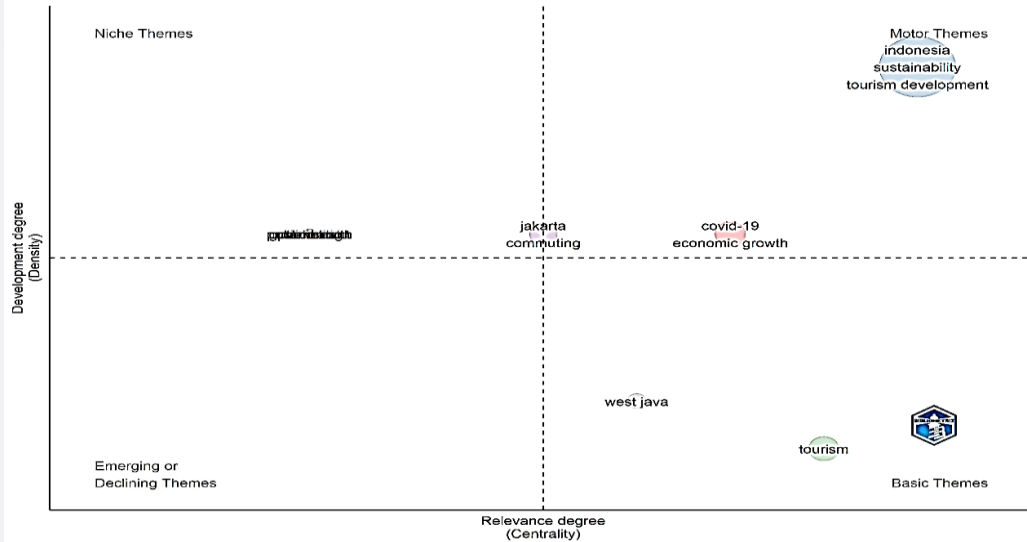 Niche Themes
Motor Themes
indonesia
sustainability
tourism development
jakarta
commuting
covid-19
economic growth
Development degree
(Density)
west java
tourism
Emerging or
Declining Themes
Basic Themes
Relevance degree
(Centrality)